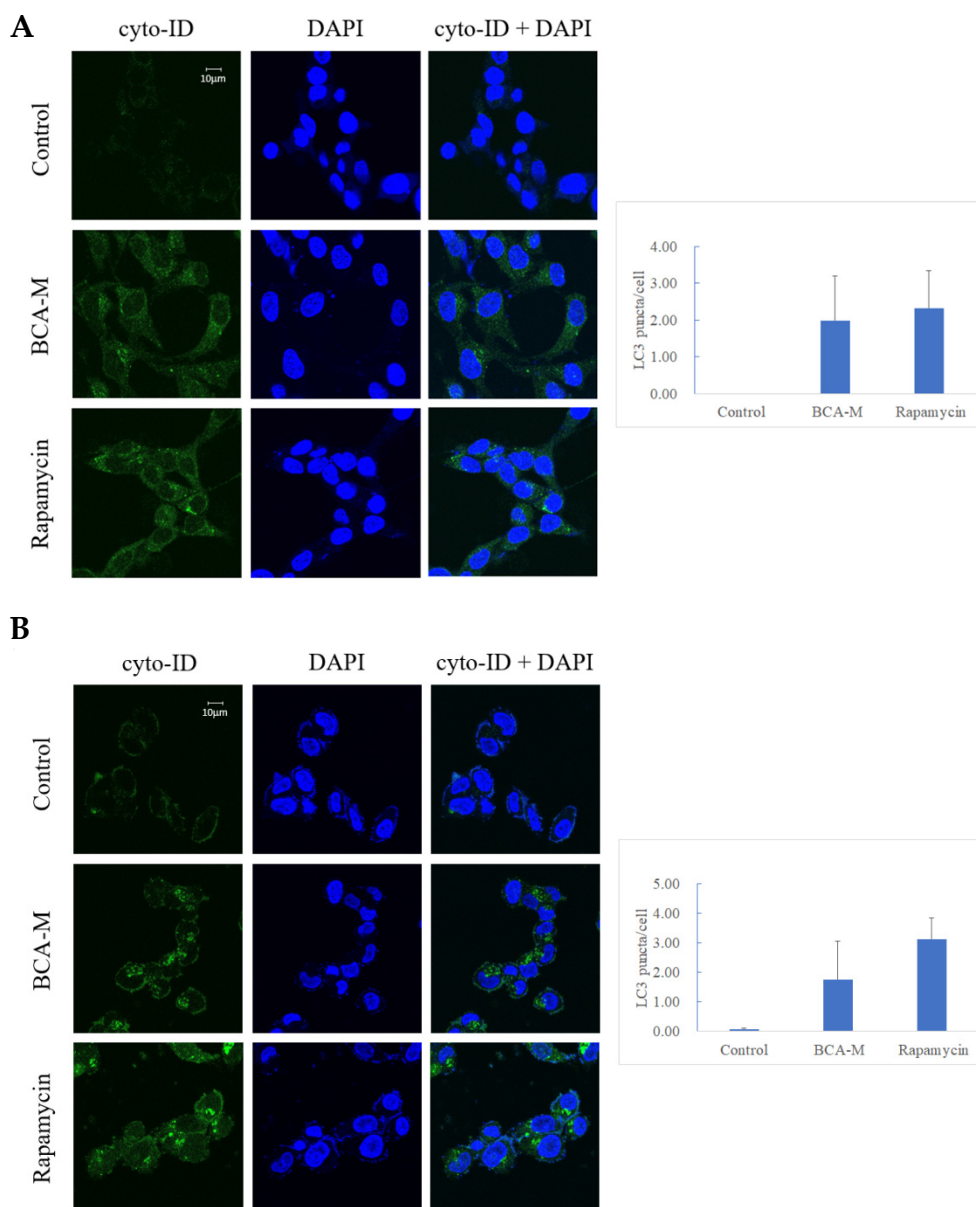 A
cyto-ID DAPI cyto-ID + DAPI
10μm
Control
BCA-M
Rapamycin
LC3 puncta/cell
4.00
3.00
2.00
1.00
0.00
Control BCA-M Rapamycin
B
cyto-ID DAPI cyto-ID + DAPI
10μm
Control
BCA-M
Rapamycin
LC3 puncta/cell
5.00
4.00
3.00
2.00
1.00
0.00
Control BCA-M Rapamycin